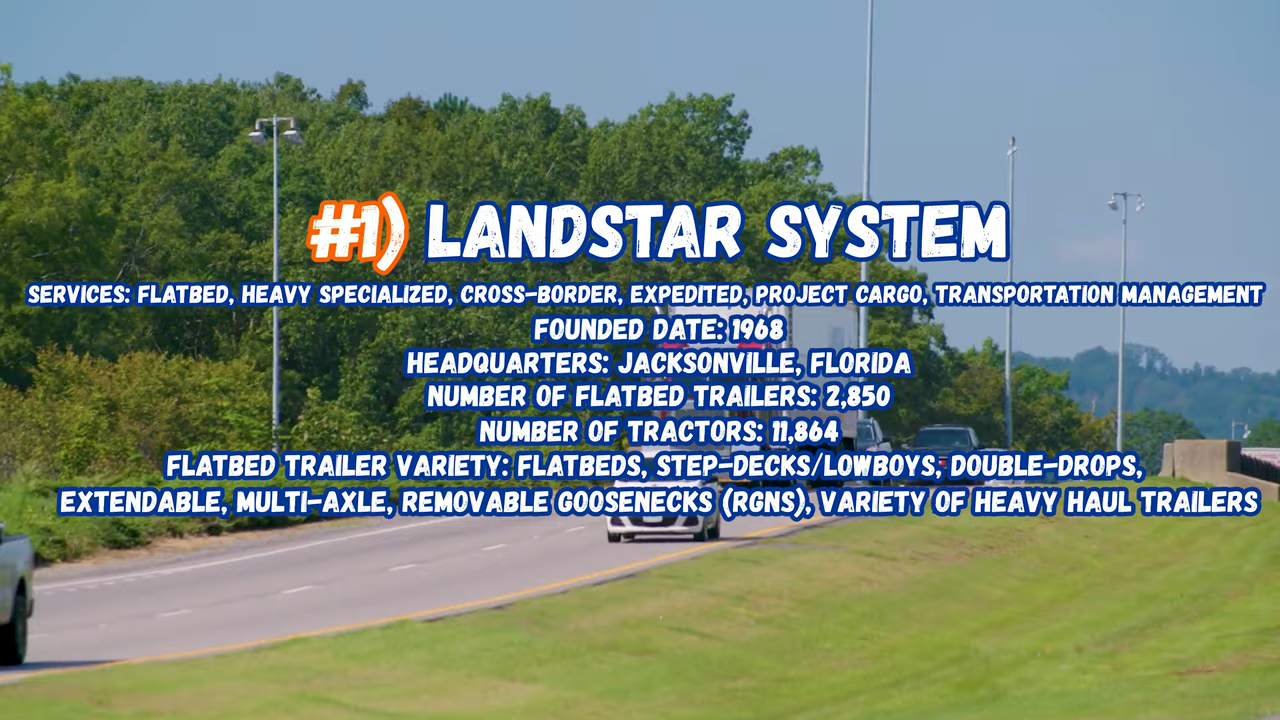 #1) LANDSTAR SYSTEM
SERVICES: FLATBED, HEAVY SPECIALIZED, CROSS-BORDER, EXPEDITED, PROJECT CARGO, TRANSPORTATION MANAGEMENT
FOUNDED DATE: 1968
HEADQUARTERS: JACKSONVILLE, FLORIDA
NUMBER OF FLATBED TRAILERS: 2,850
NUMBER OF TRACTORS: 11,864
FLATBED TRAILER VARIETY: FLATBEDS, STEP-DECKS/LOWBOYS, DOUBLE-DROPS,
EXTENDABLE, MULTI-AXLE, REMOVABLE GOOSENECKS (RGNS), VARIETY OF HEAVY HAUL TRAILERS